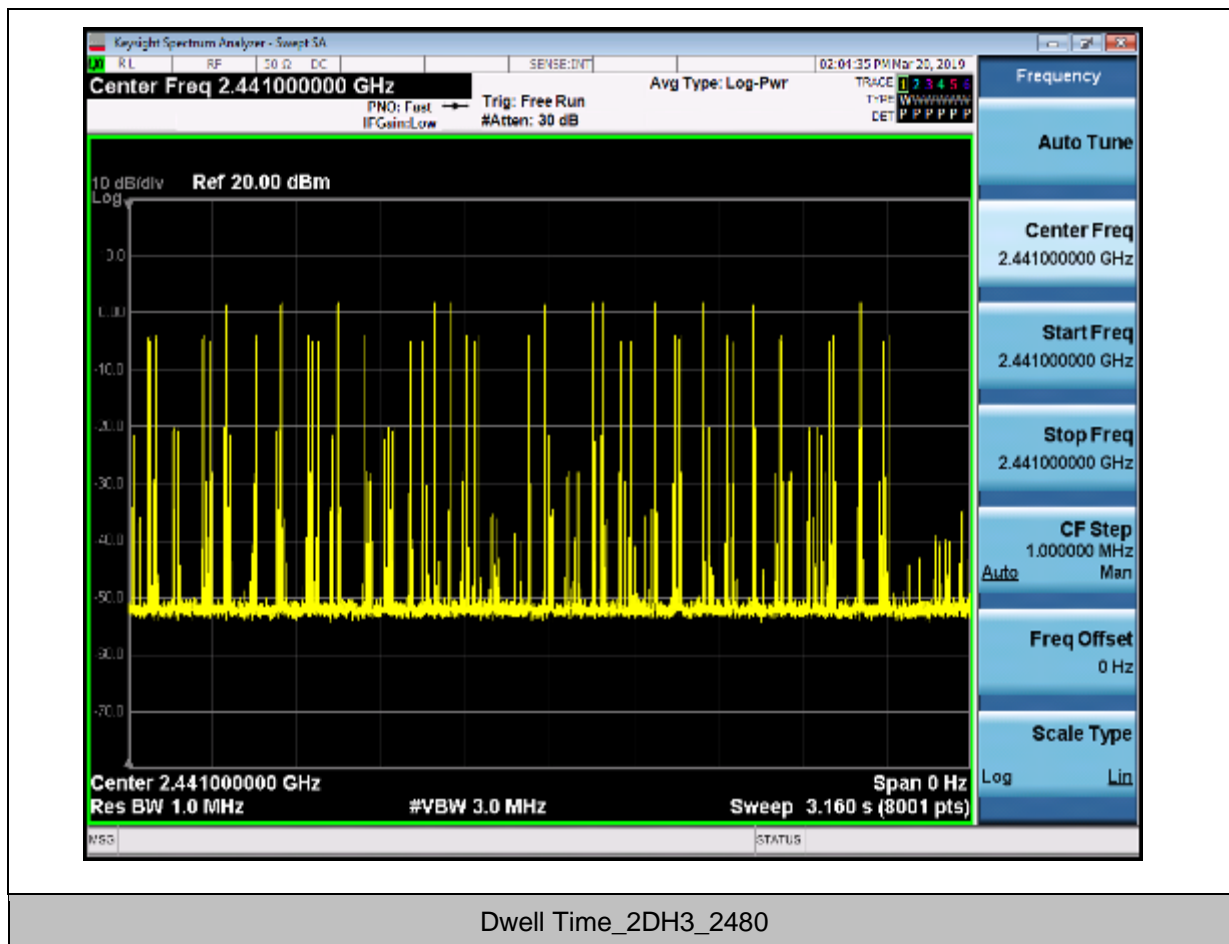 Keysight Spectrum Analyzer - Swept SA
RL RF 50 Ω DC SENSE:INT 02:04:35 PM Mar 20, 2019
Center Freq 2.441000000 GHz
Avg Type: Log-Pwr
TRACE 1 2 3 4 5 6
PNO: Fast
Trig: Free Run
TYPE WWWWWW
IFGain:Low
#Atten: 30 dB
DET P P P P P P
10 dB/div
Ref 20.00 dBm
Log
0.00
-10.0
-20.0
-30.0
-40.0
-50.0
-70.0
Center 2.441000000 GHz
Span 0 Hz
Res BW 1.0 MHz
#VBW 3.0 MHz
Sweep 3.160 s (8001 pts)
MSG
STATUS
Frequency
Auto Tune
Center Freq
2.441000000 GHz
Start Freq
2.441000000 GHz
Stop Freq
2.441000000 GHz
CF Step
1.000000 MHz
Auto Man
Freq Offset
0 Hz
Scale Type
Log Lin
Dwell Time_2DH3_2480